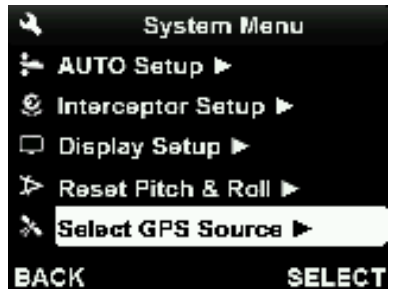 System Menu
AUTO Setup ▶
Interceptor Setup ▶
Display Setup ▶
Reset Pitch & Roll ▶
Select GPS Source ▶
BACK SELECT